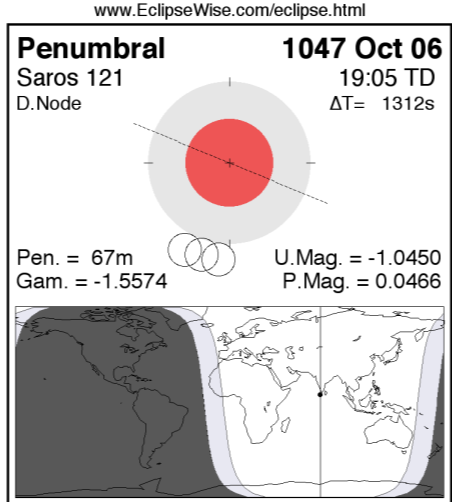 www.EclipseWise.com/eclipse.html
Penumbral 1047 Oct 06
Saros 121 19:05 TD
D.Node ΔT= 1312s
Pen. = 67m U.Mag. = -1.0450
Gam. = -1.5574 P.Mag. = 0.0466